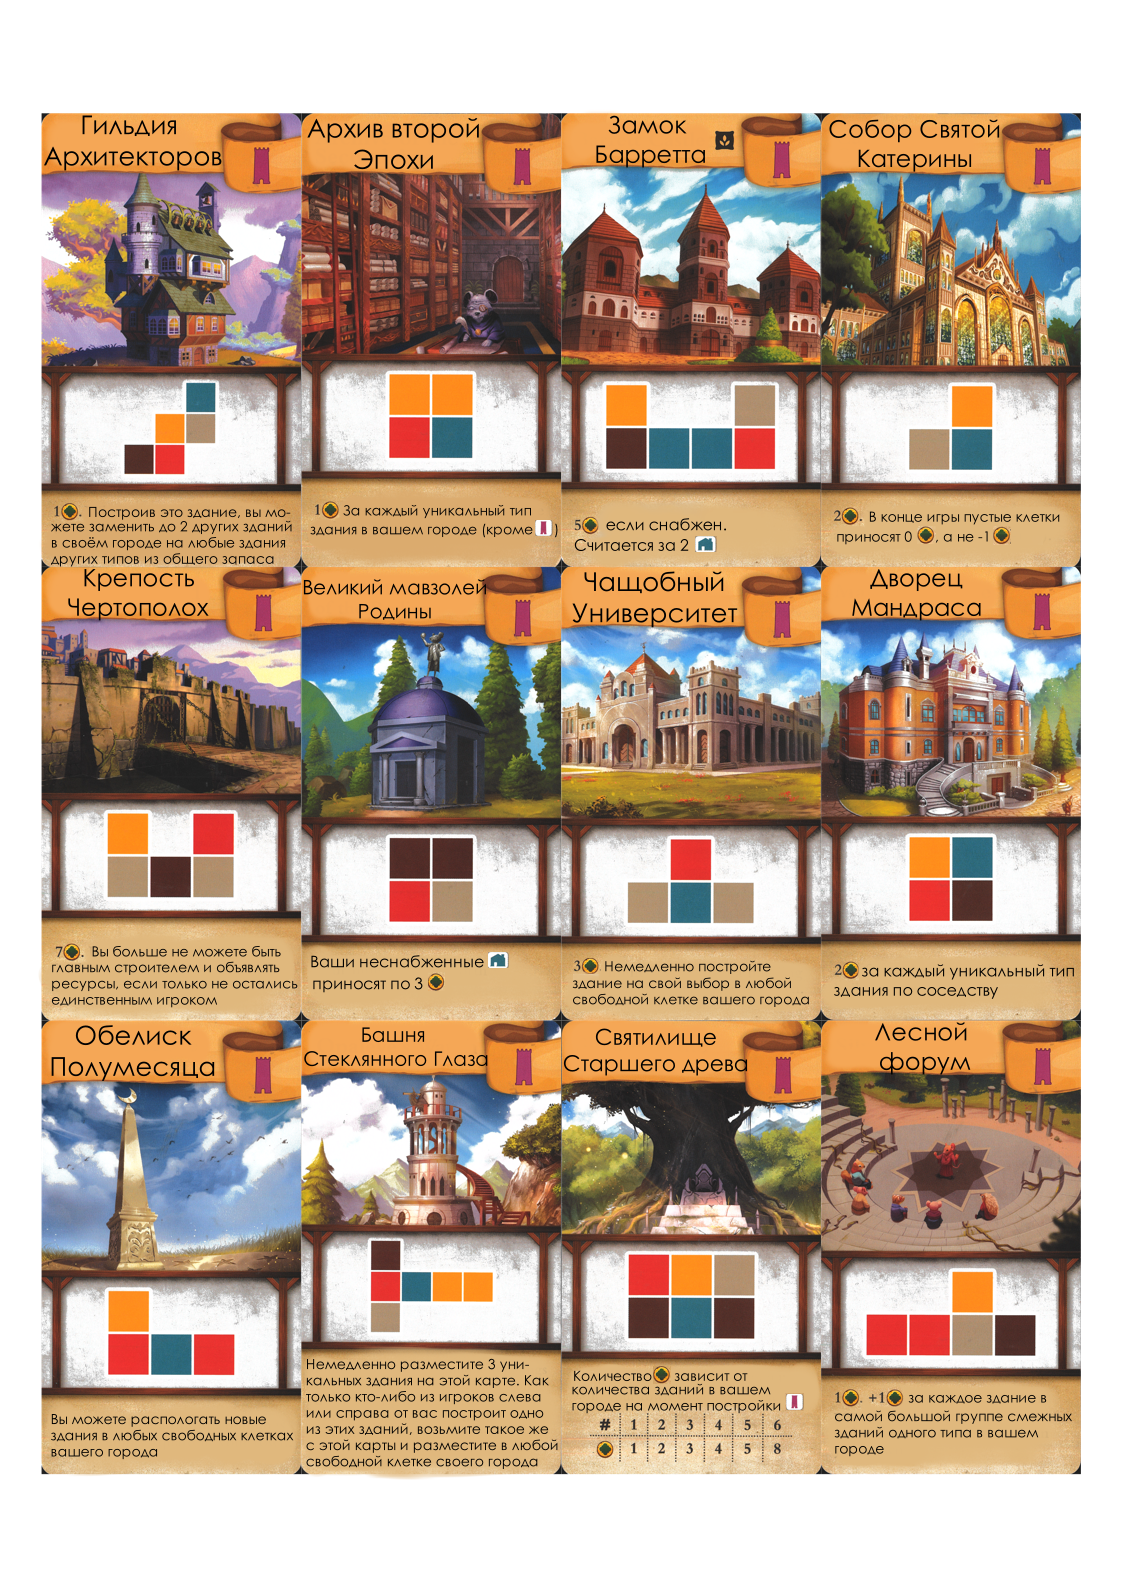 Гильдия
Архитекторов
1. Построив это здание, вы мо-
жете заменить до 2 других зданий
в своём городе на любые здания
других типов из общего запаса
Архив второй
Эпохи
1 За каждый уникальный тип
здания в вашем городе (кроме )
Замок
Барретта
5 если снабжен.
Считается за 2
Собор Святой
Катерины
2. В конце игры пустые клетки
приносят 0 , а не -1
Крепость
Чертополох
7. Вы больше не можете быть
главным строителем и объявлять
ресурсы, если только не остались
единственным игроком
Великий мавзолей
Родины
Ваши неснабженные
приносят по 3
Чащобный
Университет
3 Немедленно постройте
здание на свой выбор в любой
свободной клетке вашего города
Дворец
Мандраса
2 за каждый уникальный тип
здания по соседству
Обелиск
Полумесяца
Вы можете распологать новые
здания в любых свободных клетках
вашего города
Башня
Стеклянного Глаза
Немедленно разместите 3 уни-
кальных здания на этой карте. Как
только кто-либо из игроков слева
или справа от вас построит одно
из этих зданий, возьмите такое же
с этой карты и разместите в любой
свободной клетке своего города
Святилище
Старшего древа
Количество зависит от
количества зданий в вашем
городе на момент постройки
# 1 2 3 4 5 6
1 2 3 4 5 8
Лесной
форум
1. +1 за каждое здание в
самой большой группе смежных
зданий одного типа в вашем
городе